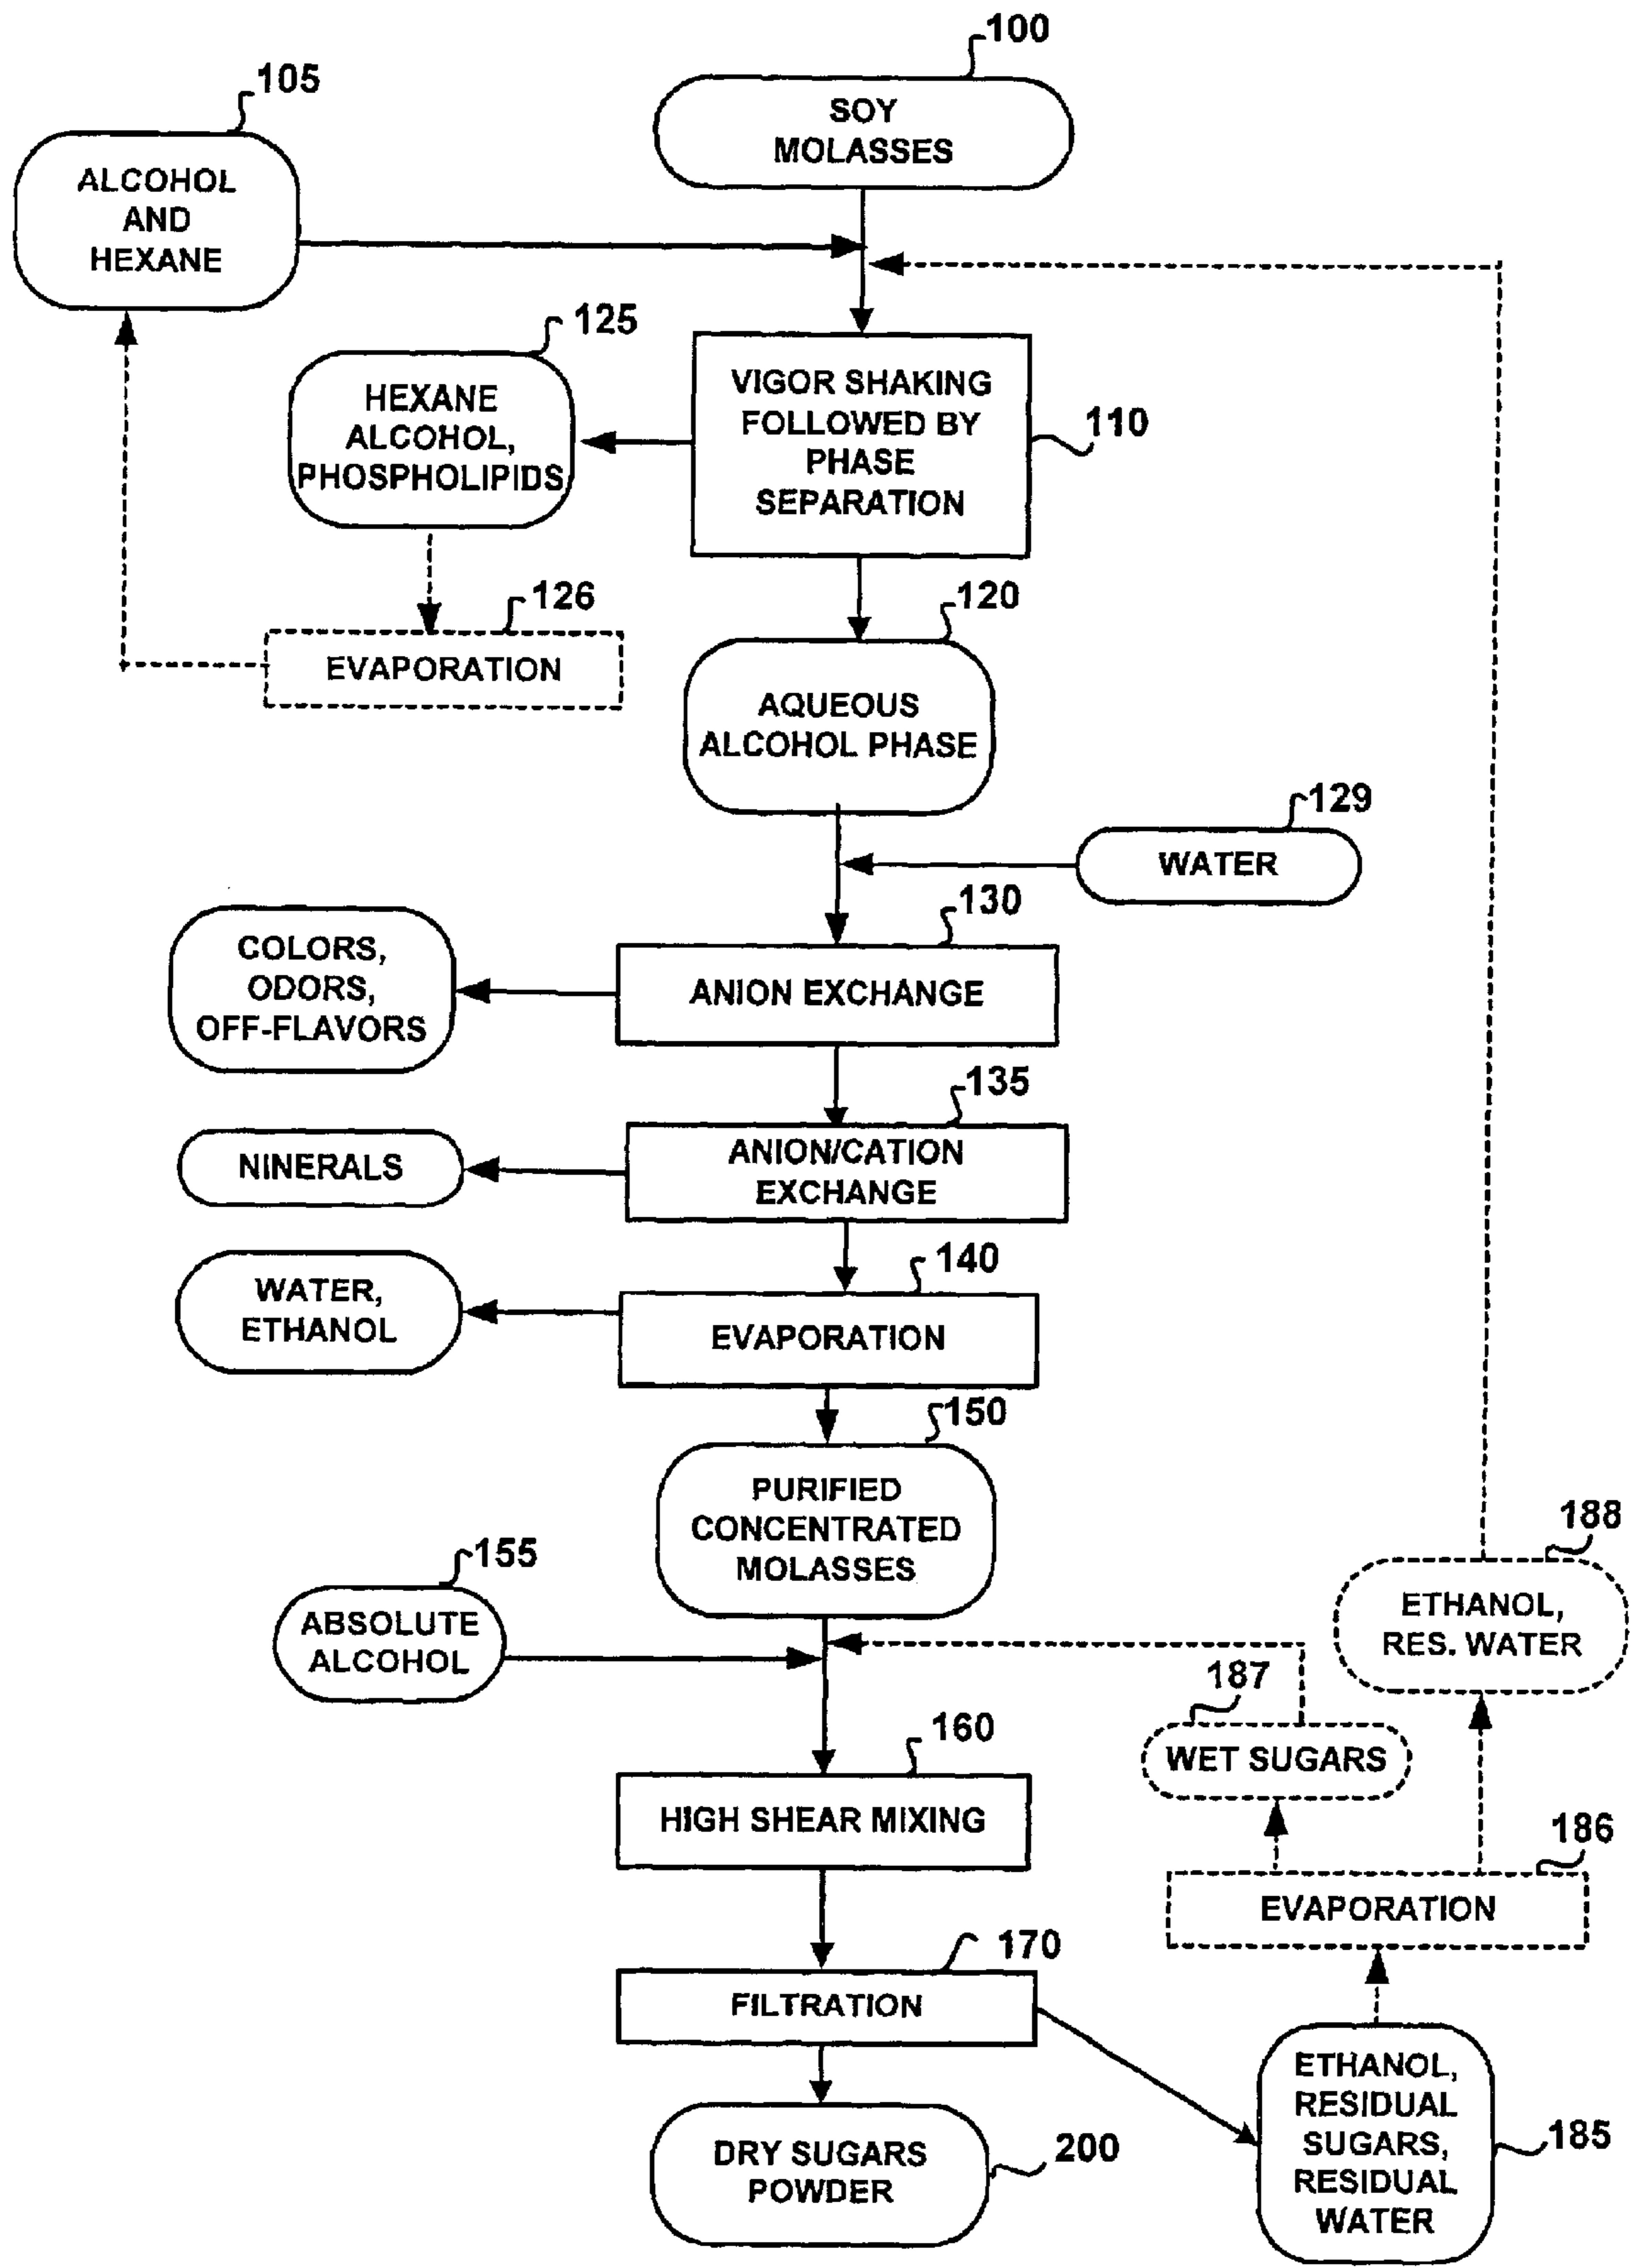 100
SOY
MOLASSES
105
ALCOHOL
AND
HEXANE
125
HEXANE
ALCOHOL,
PHOSPHOLIPIDS
VIGOR SHAKING
FOLLOWED BY
PHASE
SEPARATION
110
126
EVAPORATION
120
AQUEOUS
ALCOHOL PHASE
129
WATER
130
COLORS,
ODORS,
OFF-FLAVORS
ANION EXCHANGE
135
NINERALS
ANION/CATION
EXCHANGE
140
WATER,
ETHANOL
EVAPORATION
150
PURIFIED
CONCENTRATED
MOLASSES
155
ABSOLUTE
ALCOHOL
188
ETHANOL,
RES. WATER
187
WET SUGARS
160
HIGH SHEAR MIXING
186
EVAPORATION
170
FILTRATION
ETHANOL,
RESIDUAL
SUGARS,
RESIDUAL
WATER
185
DRY SUGARS
POWDER
200